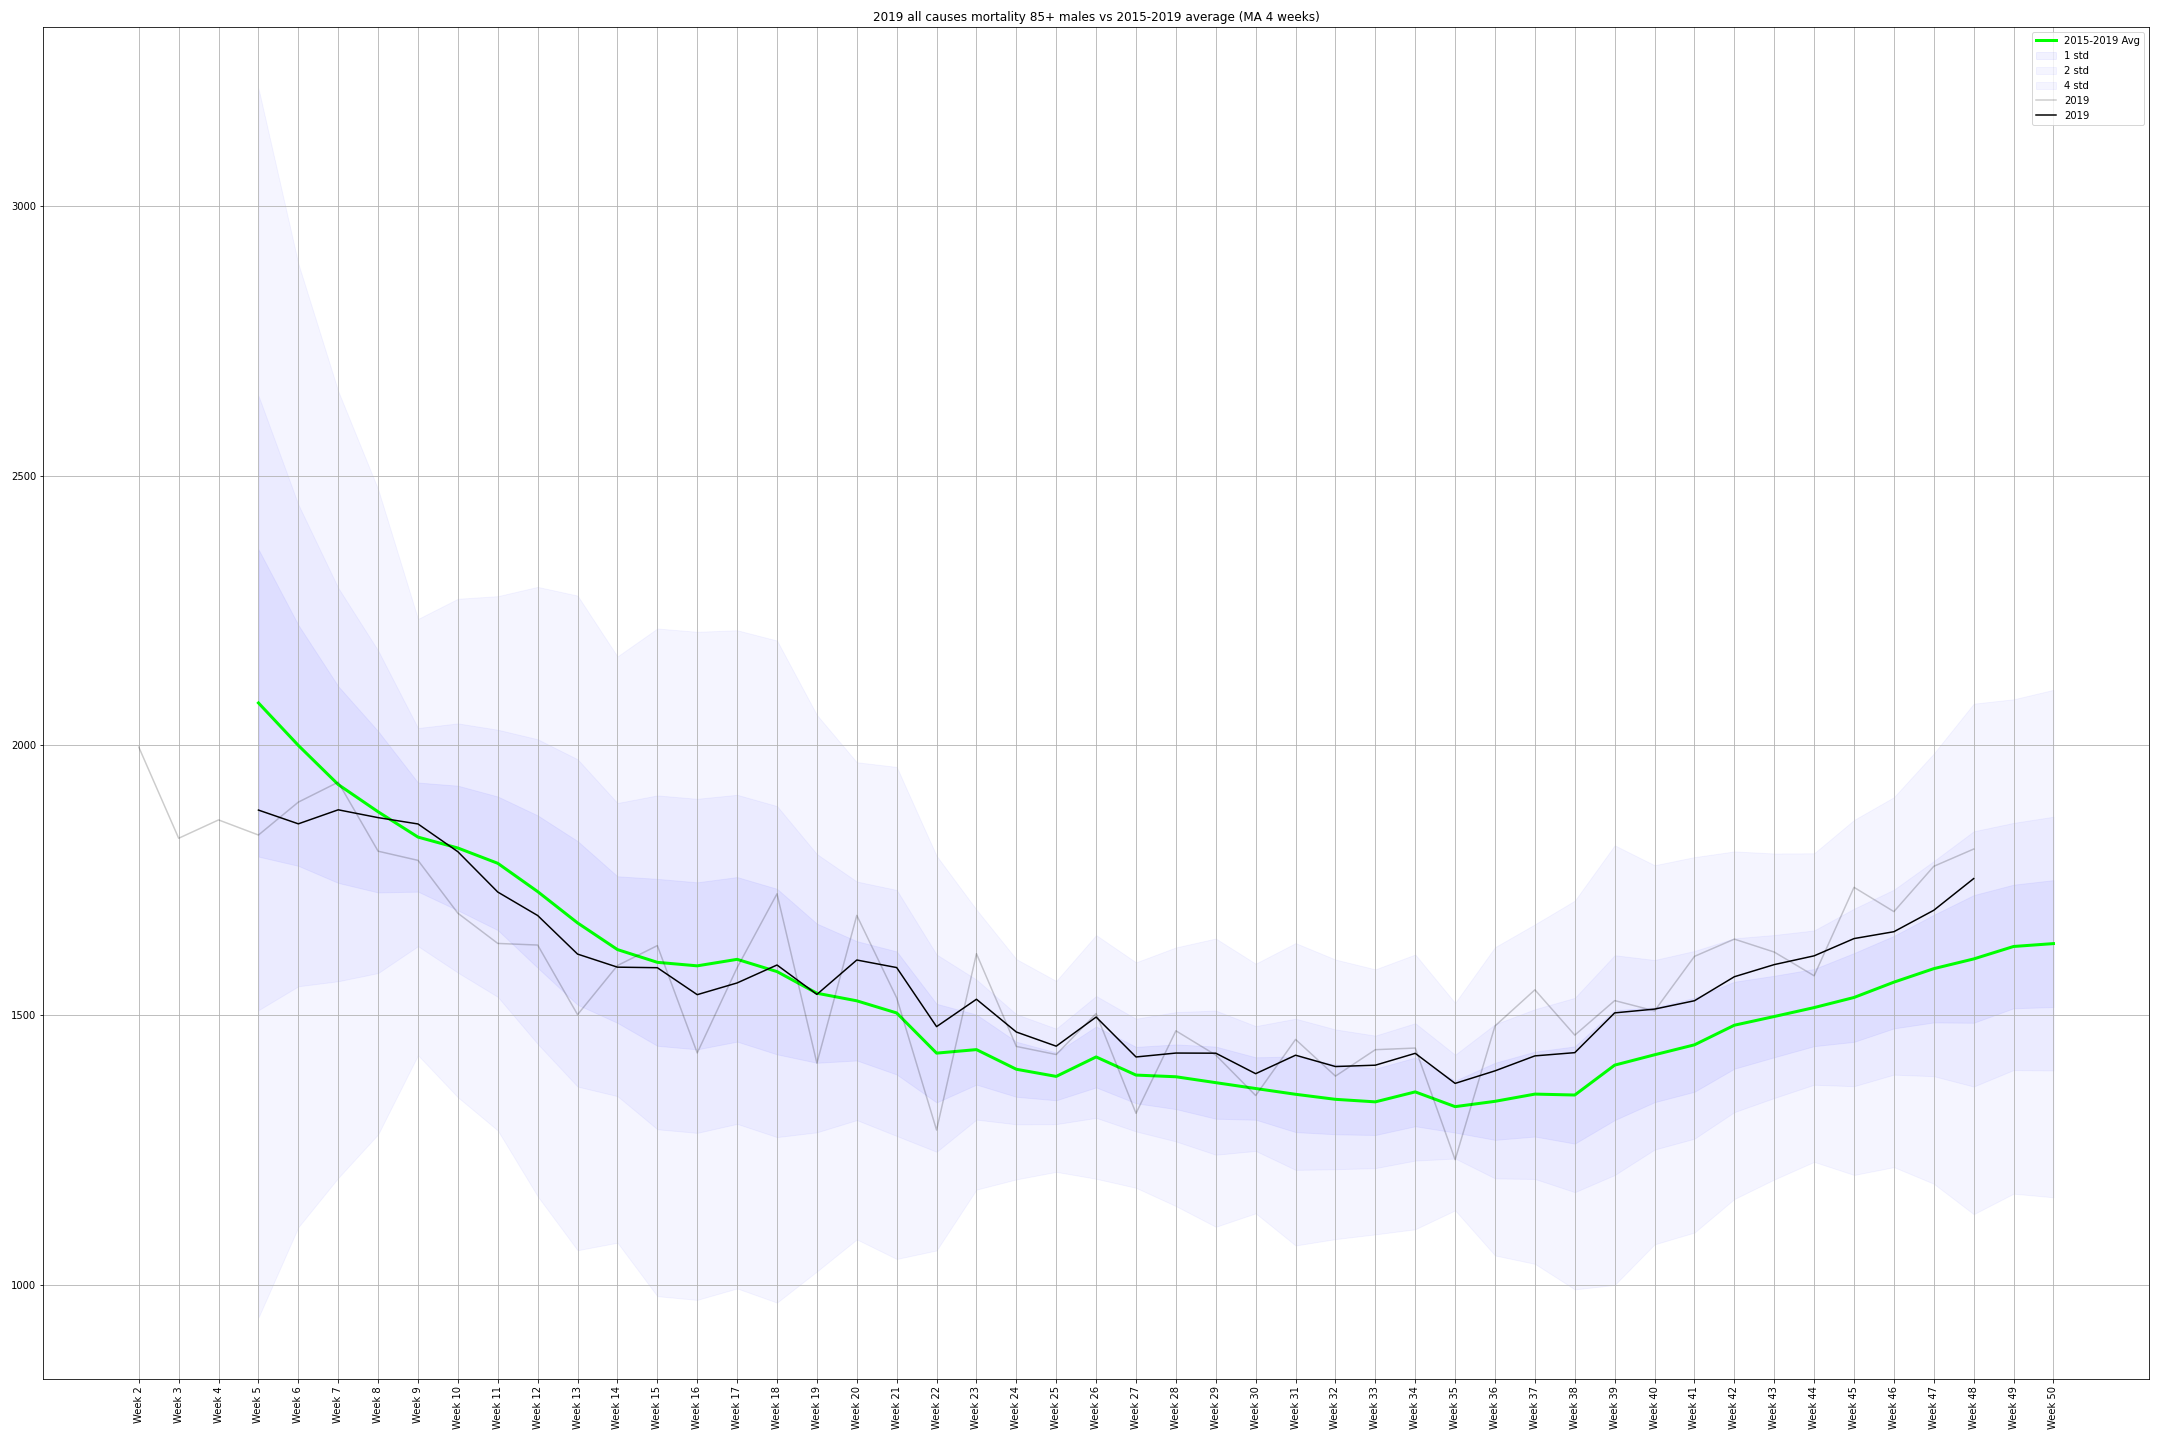 2019 all causes mortality 85+ males vs 2015-2019 average (MA 4 weeks)
2015-2019 Avg
1 std
2 std
4 std
2019
2019
3000
2500
2000
1500
1000
Week 2
Week 3
Week 4
Week 5
Week 6
Week 7
Week 8
Week 9
Week 10
Week 11
Week 12
Week 13
Week 14
Week 15
Week 16
Week 17
Week 18
Week 19
Week 20
Week 21
Week 22
Week 23
Week 24
Week 25
Week 26
Week 27
Week 28
Week 29
Week 30
Week 31
Week 32
Week 33
Week 34
Week 35
Week 36
Week 37
Week 38
Week 39
Week 40
Week 41
Week 42
Week 43
Week 44
Week 45
Week 46
Week 47
Week 48
Week 49
Week 50